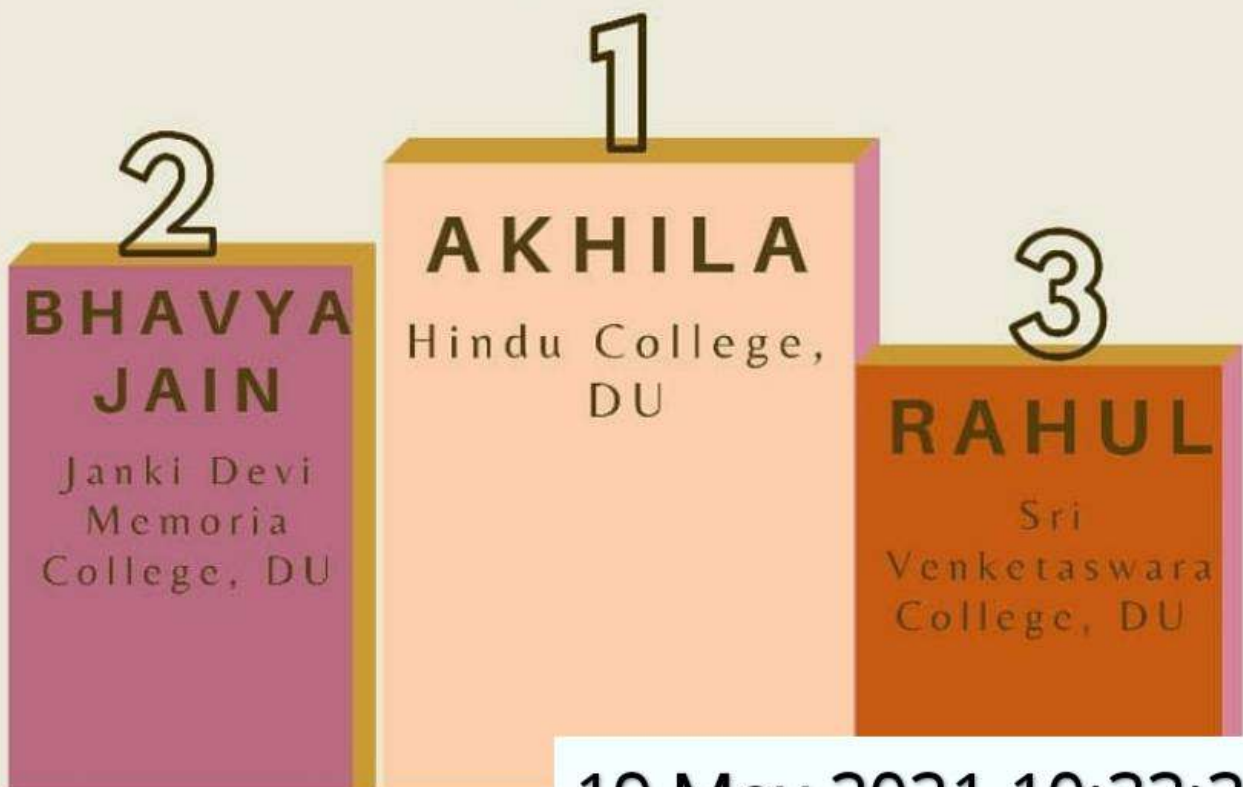 1
AKHILA
Hindu College,
DU
2
BHAVYA
JAIN
Janki Devi
Memoria
College, DU
3
RAHUL
Sri
Venketaswara
College, DU